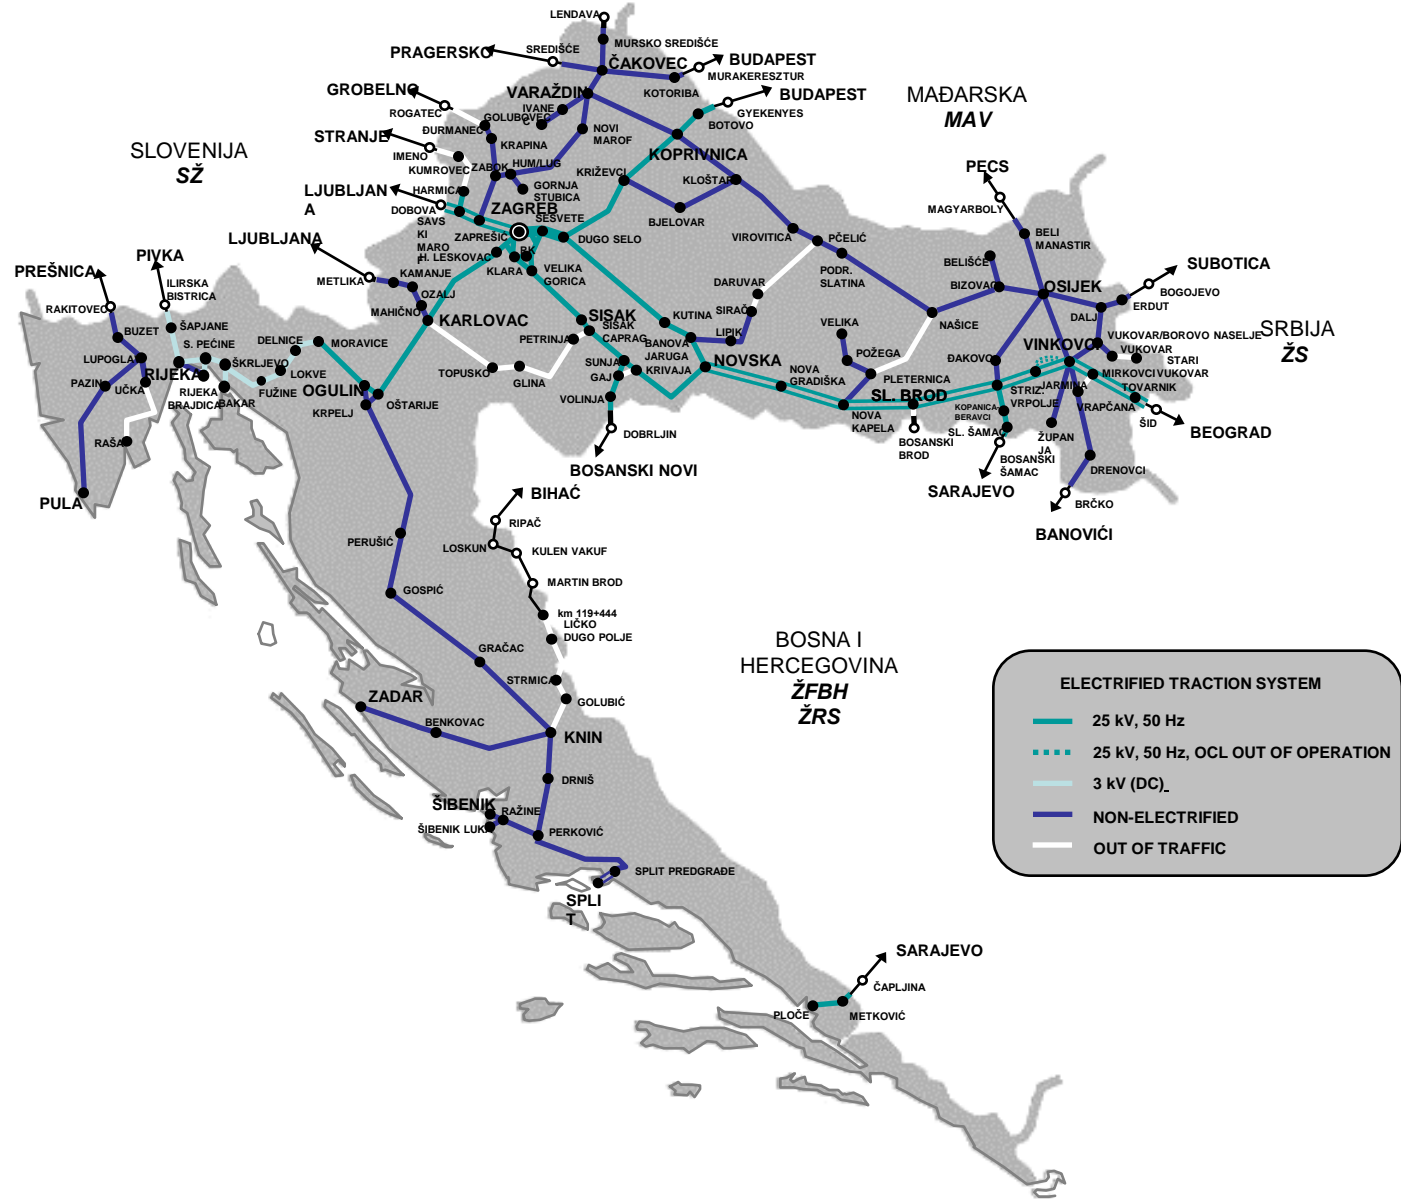 LENDAVA
PRAGERSKO
SREDIŠĆE
MURSKO SREDIŠĆE
ČAKOVEC
BUDAPEST
MURAKERESZTUR
KOTORIBA
GROBELNO
VARAŽDIN
BUDAPEST
GYEKENYES
MAĐARSKA
MAV
ROGATEC
IVANE
C
GOLUBOVEC
BOTOVO
STRANJE
ĐURMANEC
NOVI
MAROF
SLOVENIJA
SŽ
KRAPINA
KOPRIVNICA
IMENO
KUMROVEC
ZABOK
HUM/LUG
KRIŽEVCI
KLOŠTAR
PECS
LJUBLJAN
A
HARMICA
GORNJA
STUBICA
DOBOVA
ZAGREB
BJELOVAR
MAGYARBOLY
SAVS
KI
MARO
F
SESVETE
LJUBLJANA
ZAPREŠIĆ
DUGO SELO
VIROVITICA
PČELIĆ
BELI
MANASTIR
PIVKA
H. LESKOVAC
RK
KLARA
VELIKA
GORICA
PREŠNICA
ILIRSKA
BISTRICA
METLIKA
KAMANJE
OZALJ
DARUVAR
PODR.
SLATINA
BELIŠĆE
BIZOVAC
OSIJEK
SUBOTICA
BOGOJEVO
ERDUT
RAKITOVEC
MAHIČNO
KARLOVAC
SISAK
SISAK
CAPRAG
SIRAČ
KUTINA
LIPIK
NAŠICE
DALJ
SRBIJA
ŽS
BUZET
ŠAPJANE
DELNICE
MORAVICE
PETRINJA
BANOVA
JARUGA
VELIKA
VUKOVAR/BOROVO NASELJE
VUKOVAR
STARI
VUKOVAR
LUPOGLAV
S. PEĆINE
ŠKRLJEVO
LOKVE
SUNJA
NOVSKA
POŽEGA
ĐAKOVO
VINKOVCI
MIRKOVCI
RIJEKA
FUŽINE
TOPUSKO
GLINA
GAJ
KRIVAJA
NOVA
GRADIŠKA
PLETERNICA
JARMINA
TOVARNIK
PAZIN
UČKA
RIJEKA
BRAJDICA
BAKAR
OGULIN
OŠTARIJE
KRPELJ
VOLINJA
SL. BROD
STRIZ.
VRPOLJE
VRAPČANA
ŠID
BEOGRAD
RAŠA
DOBRLJIN
NOVA
KAPELA
BOSANSKI
BROD
KOPANICA-
BERAVCI
SL. ŠAMAC
BOSANSKI
ŠAMAC
ŽUPAN
JA
DRENOVCI
BOSANSKI NOVI
SARAJEVO
PULA
BIHAĆ
BRČKO
BANOVIĆI
RIPAČ
PERUŠIĆ
LOSKUN
KULEN VAKUF
GOSPIĆ
MARTIN BROD
km 119+444
LIČKO
DUGO POLJE
BOSNA I
HERCEGOVINA
ŽFBH
ŽRS
GRAČAC
STRMICA
ZADAR
GOLUBIĆ
BENKOVAC
KNIN
DRNIŠ
ŠIBENIK
RAŽINE
ŠIBENIK LUKA
PERKOVIĆ
SPLIT PREDGRAĐE
SPLI
T
SARAJEVO
ČAPLJINA
PLOČE
METKOVIĆ
ELECTRIFIED TRACTION SYSTEM
25 kV, 50 Hz
25 kV, 50 Hz, OCL OUT OF OPERATION
3 kV (DC)
NON-ELECTRIFIED
OUT OF TRAFFIC